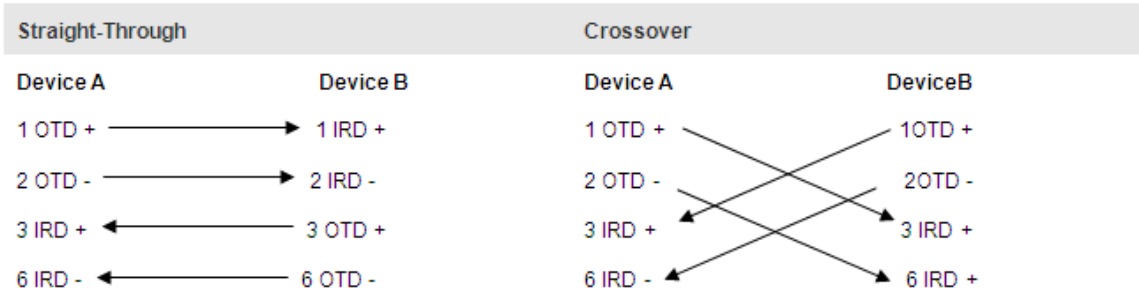 Straight-Through Crossover
Device A Device B Device A DeviceB
1 OTD + 1 IRD + 1 OTD + 1OTD +
2 OTD - 2 IRD - 2 OTD - 2OTD -
3 IRD + 3 OTD + 3 IRD + 3 IRD +
6 IRD - 6 OTD - 6 IRD - 6 IRD +